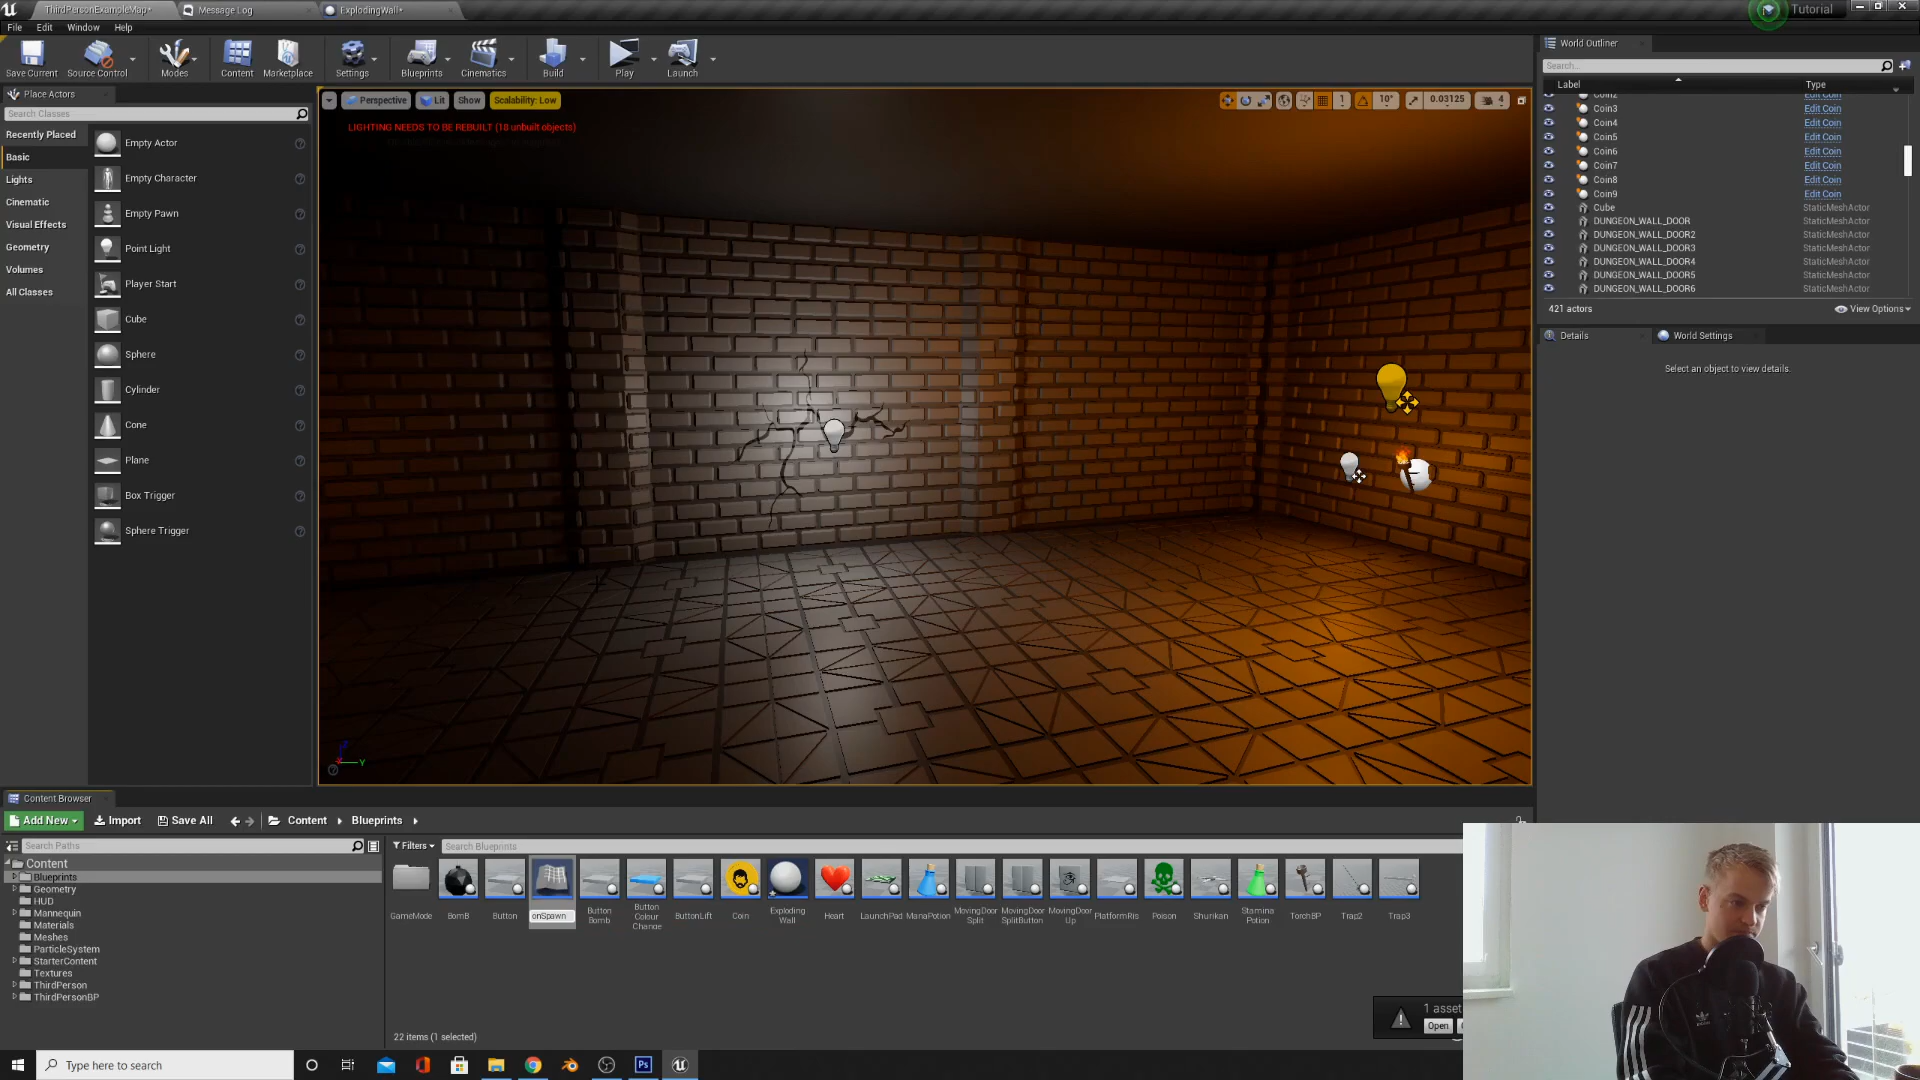 ThirdPersonExampleMap*
Message Log
ExplodingWall*
Tutorial
File Edit Window Help
Save Current
Source Control
Modes
Content
Marketplace
Settings
Blueprints
Cinematics
Build
Play
Launch
Place Actors
Search Classes
Recently Placed
Basic
Lights
Cinematic
Visual Effects
Geometry
Volumes
All Classes
Empty Actor
Empty Character
Empty Pawn
Point Light
Player Start
Cube
Sphere
Cylinder
Cone
Plane
Box Trigger
Sphere Trigger
Perspective
Lit
Show
Scalability: Low
1
10°
0.03125
4
LIGHTING NEEDS TO BE REBUILT (18 unbuilt objects)
Z
X
Y
World Outliner
Search...
Label Type
Coin2 Edit Coin
Coin3 Edit Coin
Coin4 Edit Coin
Coin5 Edit Coin
Coin6 Edit Coin
Coin7 Edit Coin
Coin8 Edit Coin
Coin9 Edit Coin
Cube StaticMeshActor
DUNGEON_WALL_DOOR StaticMeshActor
DUNGEON_WALL_DOOR2 StaticMeshActor
DUNGEON_WALL_DOOR3 StaticMeshActor
DUNGEON_WALL_DOOR4 StaticMeshActor
DUNGEON_WALL_DOOR5 StaticMeshActor
DUNGEON_WALL_DOOR6 StaticMeshActor
421 actors
View Options
Details
World Settings
Select an object to view details.
Content Browser
Add New
Import
Save All
Content
Blueprints
Search Paths
Content
Blueprints
Geometry
HUD
Mannequin
Materials
Meshes
ParticleSystem
StarterContent
Textures
ThirdPerson
ThirdPersonBP
Filters
Search Blueprints
GameMode
BomB
Button
onSpawn
Button
Bomb
Button
Colour
Change
ButtonLift
Coin
Exploding
Wall
Heart
LaunchPad
ManaPotion
MovingDoor
Split
MovingDoor
SplitButton
MovingDoor
Up
PlatformRis
Poison
Shurikan
Stamina
Potion
TorchBP
Trap2
Trap3
22 items (1 selected)
1 asset
Open
Type here to search
Ps